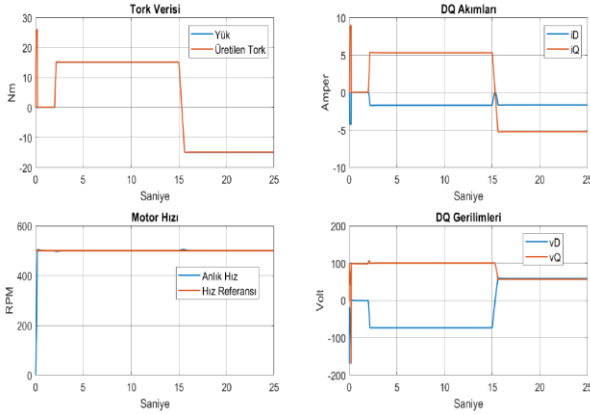 Tork Verisi
30
20
10
0
-10
-20
Nm
Yük
Üretilen Tork
0
5
10
15
20
25
Saniye
DQ Akımları
10
5
0
-5
-10
Amper
iD
iQ
0
5
10
15
20
25
Saniye
Motor Hızı
600
400
200
0
RPM
Anlık Hız
Hız Referansı
0
5
10
15
20
25
Saniye
DQ Gerilimleri
200
100
0
-100
-200
Volt
vD
vQ
0
5
10
15
20
25
Saniye